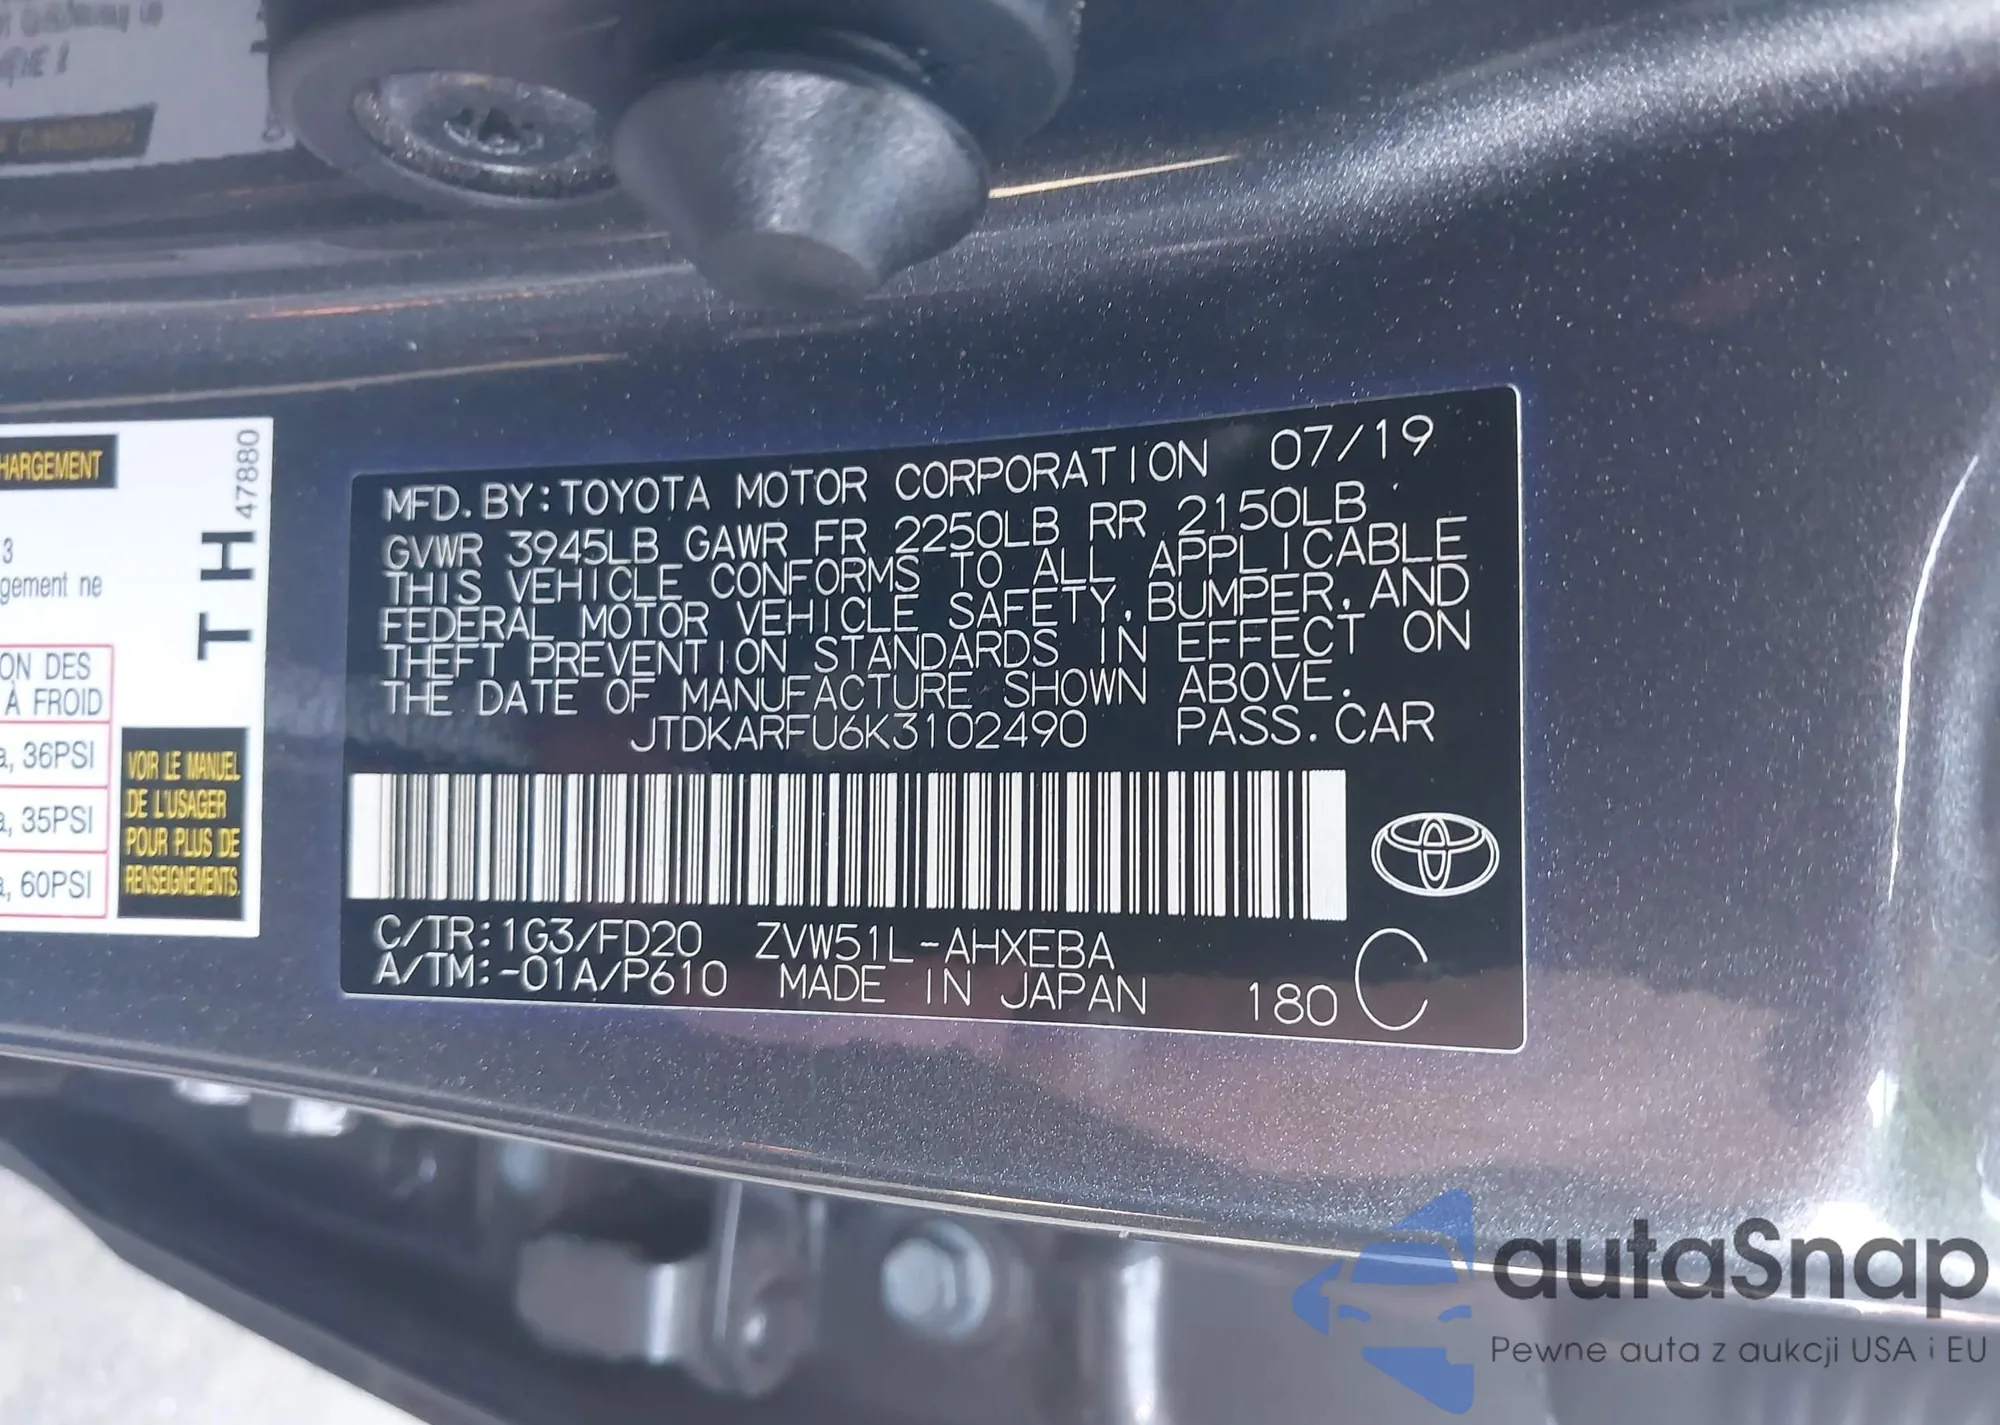 HARGEMENT
47880
T H
3
gement ne
ON DES
À FROID
a, 36PSI
a, 35PSI
a, 60PSI
VOIR LE MANUEL
DE L'USAGER
POUR PLUS DE
RENSEIGNEMENTS.
MFD. BY: TOYOTA MOTOR CORPORATION 07/19
GVWR 3945LB GAWR FR 2250LB RR 2150LB
THIS VEHICLE CONFORMS TO ALL APPLICABLE
FEDERAL MOTOR VEHICLE SAFETY, BUMPER, AND
THEFT PREVENTION STANDARDS IN EFFECT ON
THE DATE OF MANUFACTURE SHOWN ABOVE.
JTDKARFU6K3102490 PASS. CAR
C/TR: 1G3/FD20 ZVW51L-AHXEBA
A/TM: -01A/P610 MADE IN JAPAN 180 C
autaSnap
Pewne auta z aukcji USA i EU